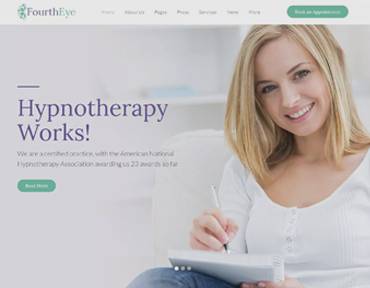 FourthEye
Home About Us Pages Press Services News More
Book an Appointment
Hypnotherapy
Works!
We are a certified practice, with the American National
Hypnotherapy Association awarding us 23 awards so far.
Read More